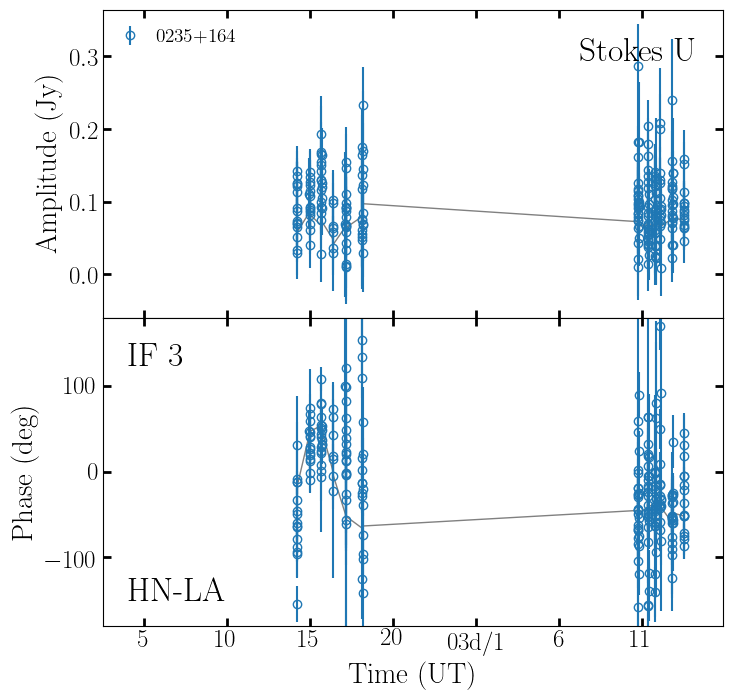 0235+164
Stokes U
Amplitude (Jy)
0.3
0.2
0.1
0.0
IF 3
HN-LA
Phase (deg)
100
0
−100
5 10 15 20 03d/1 6 11
Time (UT)